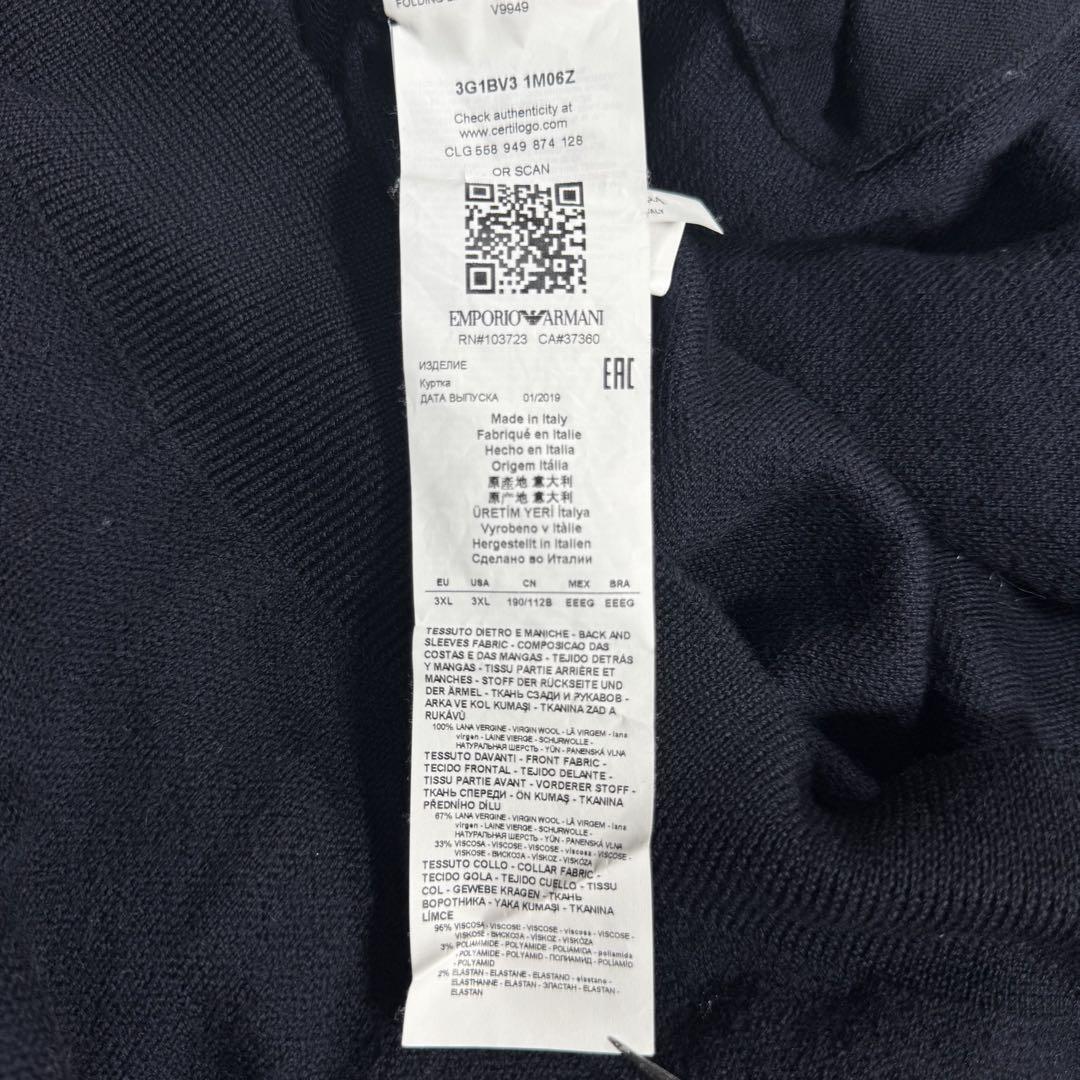 FOLDING
V9949
3G1BV3 1M06Z
Check authenticity at
www.certilogo.com
CLG 558 949 874 128
OR SCAN
EMPORIO ARMANI
RN#103723 CA#37360
ИЗДЕЛИЕ
EAC
Куртка
ДАТА ВЫПУСКА 01/2019
Made in Italy
Fabriqué en Italie
Hecho en Italia
Origem Itália
原産地 意大利
原产地 意大利
ÜRETİM YERİ İtalya
Vyrobeno v Itálie
Hergestellt in Italien
Сделано во Италии
EU USA CN MEX BRA
3XL 3XL 190/112B EEEG EEEG
TESSUTO DIETRO E MANICHE - BACK AND
SLEEVES FABRIC - COMPOSICAO DAS
COSTAS E DAS MANGAS - TEJIDO DETRÁS
Y MANGAS - TISSU PARTIE ARRIÈRE ET
MANCHES - STOFF DER RÜCKSEITE UND
DER ÄRMEL - ТКАНЬ СЗАДИ И РУКАВОВ -
ARKA VE KOL KUMAŞI - TKANINA ZAD A
RUKÁVŮ
100% LANA VERGINE - VIRGIN WOOL - LÃ VIRGEM - lana
virgen - LAINE VIERGE - SCHURWOLLE -
НАТУРАЛЬНАЯ ШЕРСТЬ - YÜN - PANENSKÁ VLNA
TESSUTO DAVANTI - FRONT FABRIC -
TECIDO FRONTAL - TEJIDO DELANTE -
TISSU PARTIE AVANT - VORDERER STOFF -
ТКАНЬ СПЕРЕДИ - ÖN KUMAŞ - TKANINA
PŘEDNÍHO DÍLU
67% LANA VERGINE - VIRGIN WOOL - LÃ VIRGEM - lana
virgen - LAINE VIERGE - SCHURWOLLE -
НАТУРАЛЬНАЯ ШЕРСТЬ - YÜN - PANENSKÁ VLNA
33% VISCOSA - VISCOSE - VISCOSE - viscosa - VISCOSE -
VISKOSE - ВИСКОЗА - VİSKOZ - VISKÓZA
TESSUTO COLLO - COLLAR FABRIC -
TECIDO GOLA - TEJIDO CUELLO - TISSU
COL - GEWEBE KRAGEN - ТКАНЬ
ВОРОТНИКА - YAKA KUMAŞI - TKANINA
LÍMCE
95% VISCOSA - VISCOSE - VISCOSE - viscosa - VISCOSE -
VISKOSE - ВИСКОЗА - VİSKOZ - VISKÓZA
3% POLIAMMIDE - POLYAMIDE - POLIAMIDA - poliamida
- POLYAMIDE - POLYAMID - ПОЛИАМИД - POLİAMİD
- POLYAMID
2% ELASTAN - ELASTANE - ELASTANO - elastano -
ELASTHANNE - ELASTAN - ЭЛАСТАН - ELASTAN -
ELASTAN